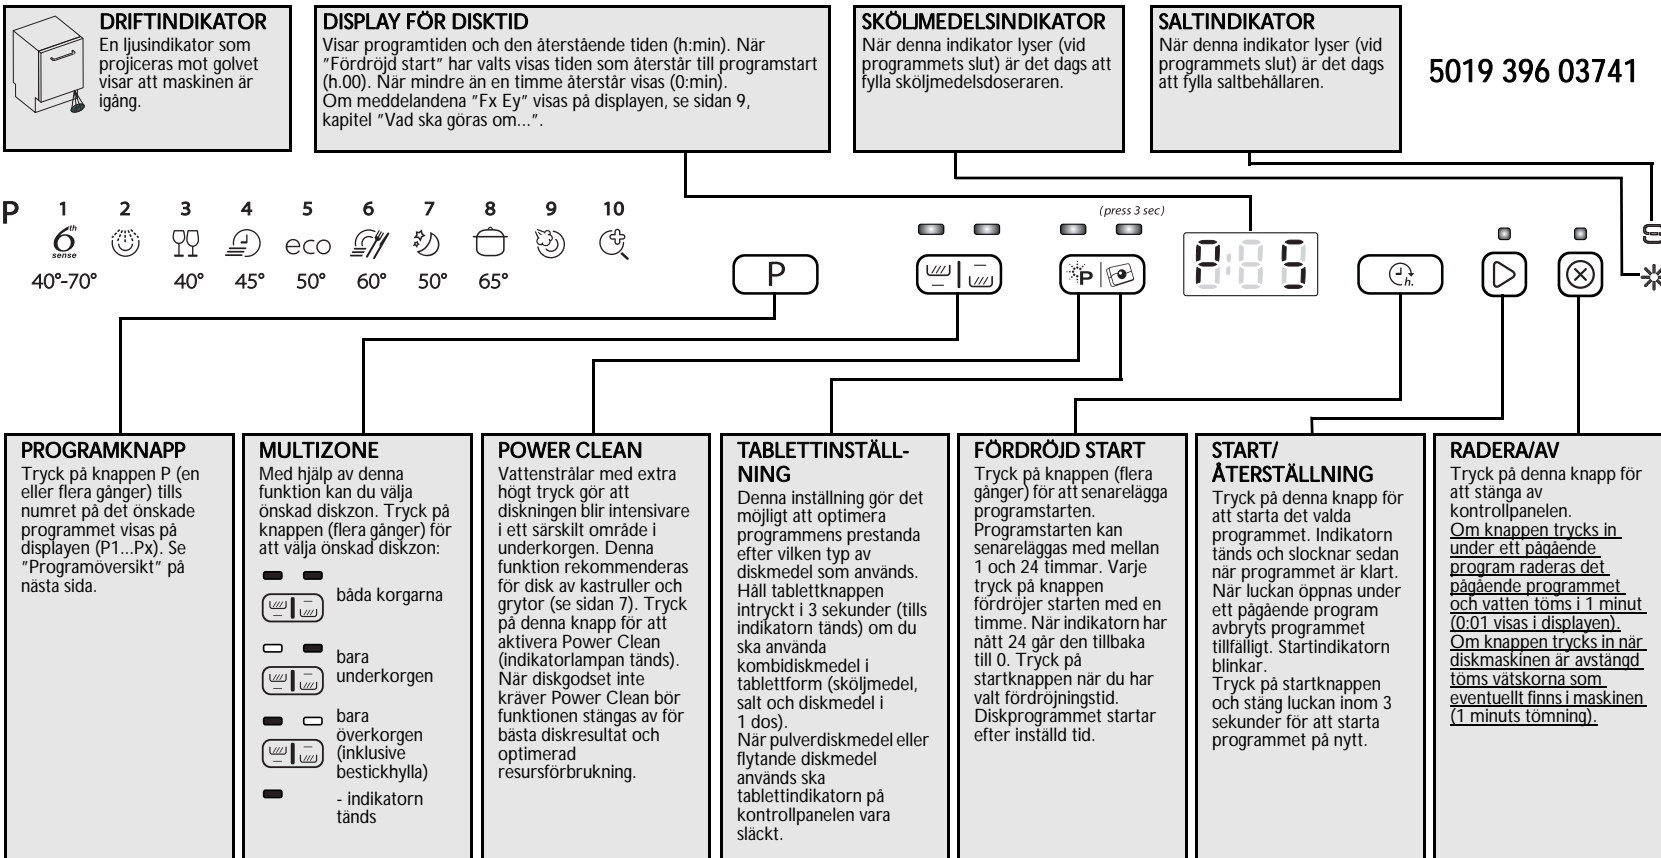 DRIFTINDIKATOR
En ljusindikator som
projiceras mot golvet
visar att maskinen är
igång.
DISPLAY FÖR DISKTID
Visar programtiden och den återstående tiden (h:min). När
"Fördröjd start" har valts visas tiden som återstår till programstart
(h.00). När mindre än en timme återstår visas (0:min).
Om meddelandena "Fx Ey" visas på displayen, se sidan 9,
kapitel "Vad ska göras om...".
SKÖLJMEDELSINDIKATOR
När denna indikator lyser (vid
programmets slut) är det dags att
fylla sköljmedelsdoseraren.
SALTINDIKATOR
När denna indikator lyser (vid
programmets slut) är det dags
att fylla saltbehållaren.
5019 396 03741
P 1 2 3 4 5 6 7 8 9 10
6th sense
eco
40°-70° 40° 45° 50° 60° 50° 65°
(press 3 sec)
P
P
P 5
h.
PROGRAMKNAPP
Tryck på knappen P (en
eller flera gånger) tills
numret på det önskade
programmet visas på
displayen (P1...Px). Se
"Programöversikt" på
nästa sida.
MULTIZONE
Med hjälp av denna
funktion kan du välja
önskad diskzon. Tryck på
knappen (flera gånger) för
att välja önskad diskzon:
båda korgarna
bara
underkorgen
bara
överkorgen
(inklusive
bestickhylla)
- indikatorn
tänds
POWER CLEAN
Vattenstrålar med extra
högt tryck gör att
diskningen blir intensivare
i ett särskilt område i
underkorgen. Denna
funktion rekommenderas
för disk av kastruller och
grytor (se sidan 7). Tryck
på denna knapp för att
aktivera Power Clean
(indikatorlampan tänds).
När diskgodset inte
kräver Power Clean bör
funktionen stängas av för
bästa diskresultat och
optimerad
resursförbrukning.
TABLETTINSTÄLL-
NING
Denna inställning gör det
möjligt att optimera
programmens prestanda
efter vilken typ av
diskmedel som används.
Håll tablettknappen
intryckt i 3 sekunder (tills
indikatorn tänds) om du
ska använda
kombidiskmedel i
tablettform (sköljmedel,
salt och diskmedel i
1 dos).
När pulverdiskmedel eller
flytande diskmedel
används ska
tablettindikatorn på
kontrollpanelen vara
släckt.
FÖRDRÖJD START
Tryck på knappen (flera
gånger) för att senarelägga
programstarten.
Programstarten kan
senareläggas med mellan
1 och 24 timmar. Varje
tryck på knappen
fördröjer starten med en
timme. När indikatorn har
nått 24 går den tillbaka
till 0. Tryck på
startknappen när du har
valt fördröjningstid.
Diskprogrammet startar
efter inställd tid.
START/
ÅTERSTÄLLNING
Tryck på denna knapp för
att starta det valda
programmet. Indikatorn
tänds och slocknar sedan
när programmet är klart.
När luckan öppnas under
ett pågående program
avbryts programmet
tillfälligt. Startindikatorn
blinkar.
Tryck på startknappen
och stäng luckan inom 3
sekunder för att starta
programmet på nytt.
RADERA/AV
Tryck på denna knapp för
att stänga av
kontrollpanelen.
Om knappen trycks in
under ett pågående
program raderas det
pågående programmet
och vatten töms i 1 minut
(0:01 visas i displayen).
Om knappen trycks in när
diskmaskinen är avstängd
töms vätskorna som
eventuellt finns i maskinen
(1 minuts tömning).